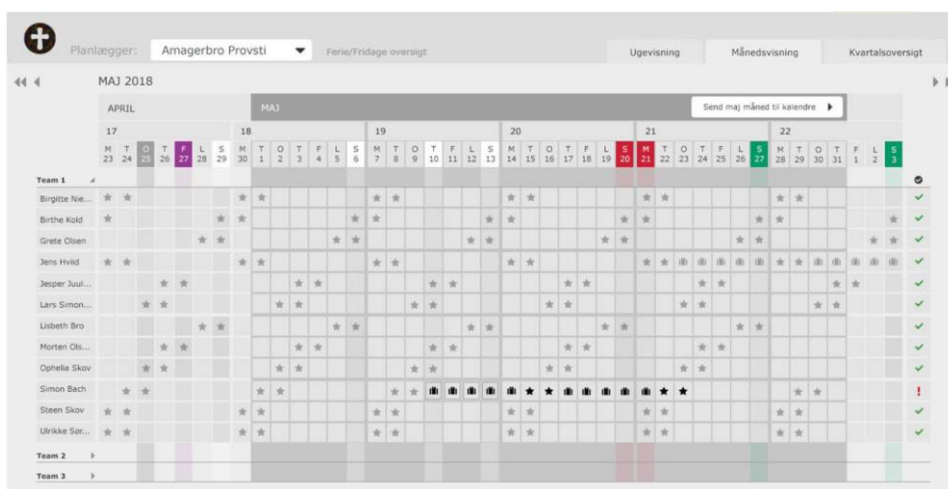 Planlægger: Amagerbro Provsti Ferie/Fridage oversigt Ugevisning Månedsvisning Kvartalsoversigt
MAJ 2018
APRIL MAJ Send maj måned til kalendre
17 18 19 20 21 22
M T O T F L S M T O T F L S M T O T F L S M T O T F L S M T O T F L S M T O T F L S
23 24 25 26 27 28 29 30 1 2 3 4 5 6 7 8 9 10 11 12 13 14 15 16 17 18 19 20 21 22 23 24 25 26 27 28 29 30 31 1 2 3
Team 1
Birgitte Nie...
Birthe Kold
Grete Olsen
Jens Hviid
Jesper Juul...
Lars Simon...
Lisbeth Bro
Morten Ols...
Ophelia Skov
Simon Bach
Steen Skov
Ulrikke Sør...
Team 2
Team 3